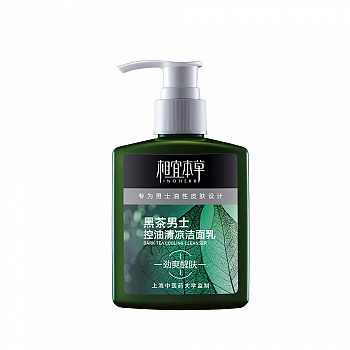 相宜本草
INOHERB
专为男士油性皮肤设计
黑茶男士
控油清凉洁面乳
DARK TEA COOLING CLEANSER
劲爽醒肤
上海中医药大学监制